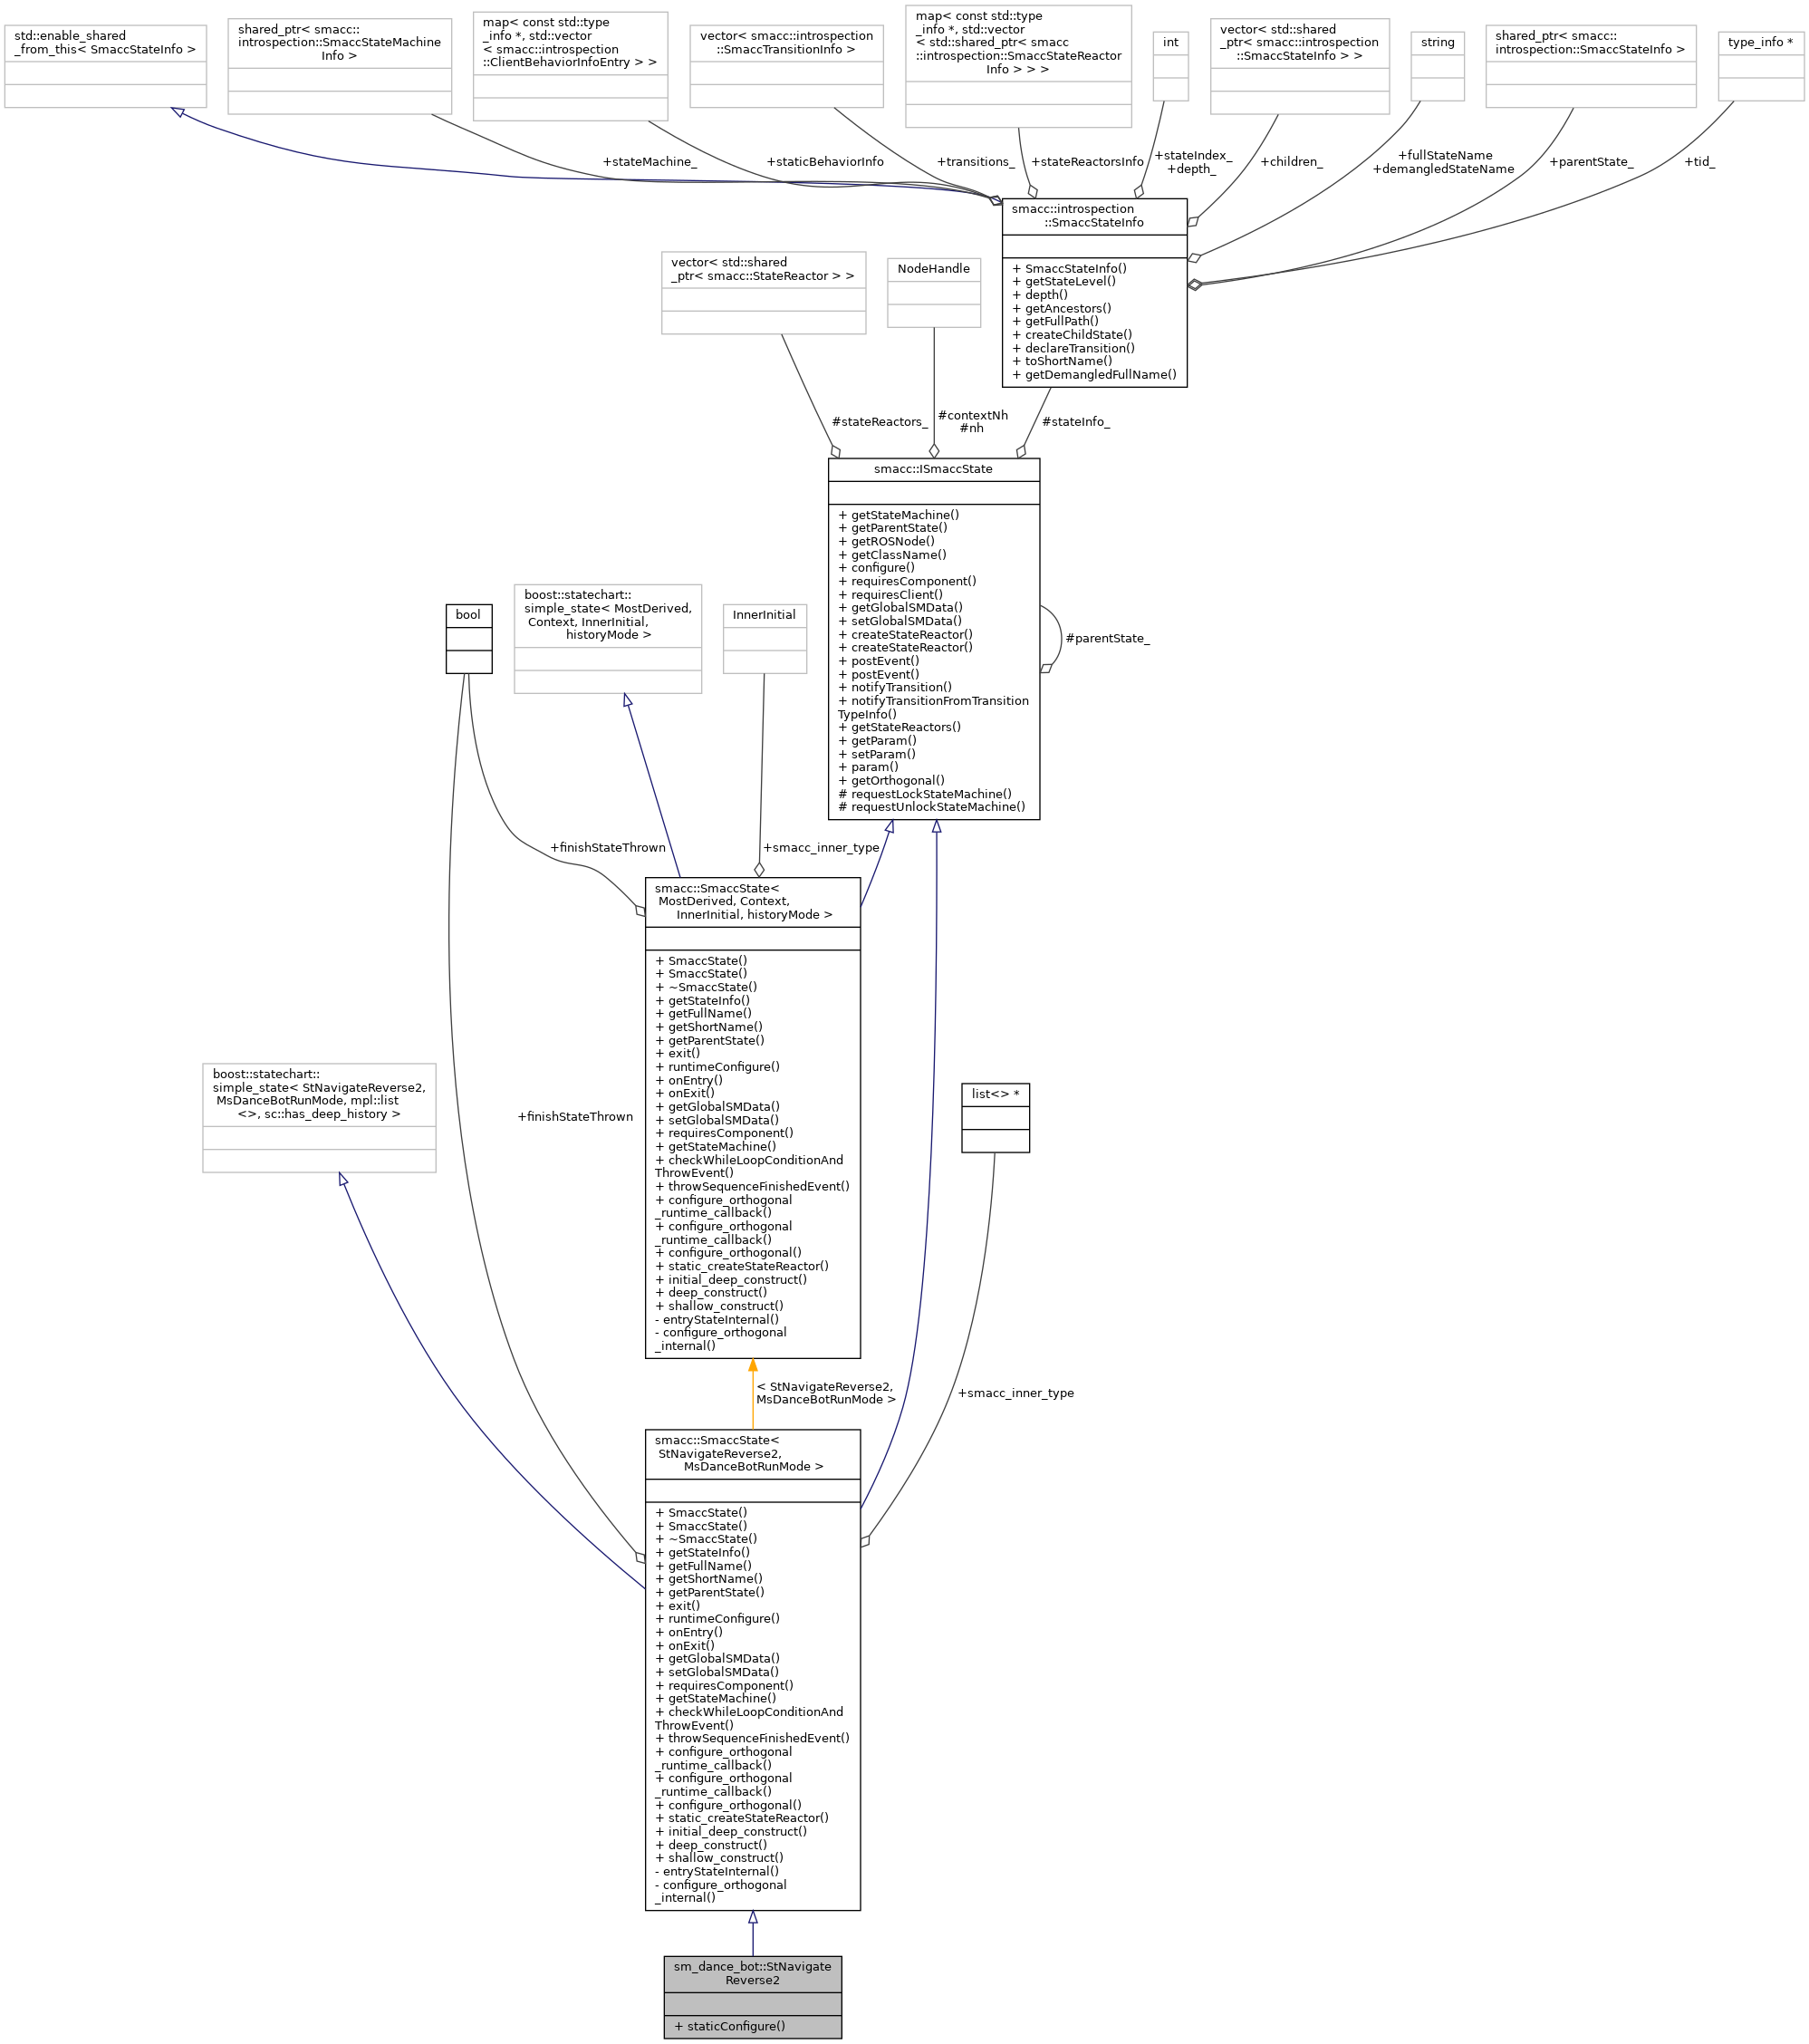 std::enable_shared
_from_this< SmaccStateInfo >
shared_ptr< smacc::
introspection::SmaccStateMachine
Info >
map< const std::type
_info *, std::vector
< smacc::introspection
::ClientBehaviorInfoEntry > >
vector< smacc::introspection
::SmaccTransitionInfo >
map< const std::type
_info *, std::vector
< std::shared_ptr< smacc
::introspection::SmaccStateReactor
Info > > >
int
vector< std::shared
_ptr< smacc::introspection
::SmaccStateInfo > >
string
shared_ptr< smacc::
introspection::SmaccStateInfo >
type_info *
+stateMachine_
+staticBehaviorInfo
+transitions_
+stateReactorsInfo
+stateIndex_
+depth_
+children_
+fullStateName
+demangledStateName
+parentState_
+tid_
smacc::introspection
::SmaccStateInfo
+ SmaccStateInfo()
+ getStateLevel()
+ depth()
+ getAncestors()
+ getFullPath()
+ createChildState()
+ declareTransition()
+ toShortName()
+ getDemangledFullName()
vector< std::shared
_ptr< smacc::StateReactor > >
NodeHandle
#stateReactors_
#contextNh
#nh
#stateInfo_
smacc::ISmaccState
+ getStateMachine()
+ getParentState()
+ getROSNode()
+ getClassName()
+ configure()
+ requiresComponent()
+ requiresClient()
+ getGlobalSMData()
+ setGlobalSMData()
+ createStateReactor()
+ createStateReactor()
+ postEvent()
+ postEvent()
+ notifyTransition()
+ notifyTransitionFromTransition
TypeInfo()
+ getStateReactors()
+ getParam()
+ setParam()
+ param()
+ getOrthogonal()
# requestLockStateMachine()
# requestUnlockStateMachine()
#parentState_
bool
boost::statechart::
simple_state< MostDerived,
Context, InnerInitial,
historyMode >
InnerInitial
+finishStateThrown
+smacc_inner_type
smacc::SmaccState<
MostDerived, Context,
InnerInitial, historyMode >
+ SmaccState()
+ SmaccState()
+ ~SmaccState()
+ getStateInfo()
+ getFullName()
+ getShortName()
+ getParentState()
+ exit()
+ runtimeConfigure()
+ onEntry()
+ onExit()
+ getGlobalSMData()
+ setGlobalSMData()
+ requiresComponent()
+ getStateMachine()
+ checkWhileLoopConditionAnd
ThrowEvent()
+ throwSequenceFinishedEvent()
+ configure_orthogonal
_runtime_callback()
+ configure_orthogonal
_runtime_callback()
+ configure_orthogonal()
+ static_createStateReactor()
+ initial_deep_construct()
+ deep_construct()
+ shallow_construct()
- entryStateInternal()
- configure_orthogonal
_internal()
boost::statechart::
simple_state< StNavigateReverse2,
MsDanceBotRunMode, mpl::list
<>, sc::has_deep_history >
+finishStateThrown
list<> *
< StNavigateReverse2,
MsDanceBotRunMode >
+smacc_inner_type
smacc::SmaccState<
StNavigateReverse2,
MsDanceBotRunMode >
+ SmaccState()
+ SmaccState()
+ ~SmaccState()
+ getStateInfo()
+ getFullName()
+ getShortName()
+ getParentState()
+ exit()
+ runtimeConfigure()
+ onEntry()
+ onExit()
+ getGlobalSMData()
+ setGlobalSMData()
+ requiresComponent()
+ getStateMachine()
+ checkWhileLoopConditionAnd
ThrowEvent()
+ throwSequenceFinishedEvent()
+ configure_orthogonal
_runtime_callback()
+ configure_orthogonal
_runtime_callback()
+ configure_orthogonal()
+ static_createStateReactor()
+ initial_deep_construct()
+ deep_construct()
+ shallow_construct()
- entryStateInternal()
- configure_orthogonal
_internal()
sm_dance_bot::StNavigate
Reverse2
+ staticConfigure()